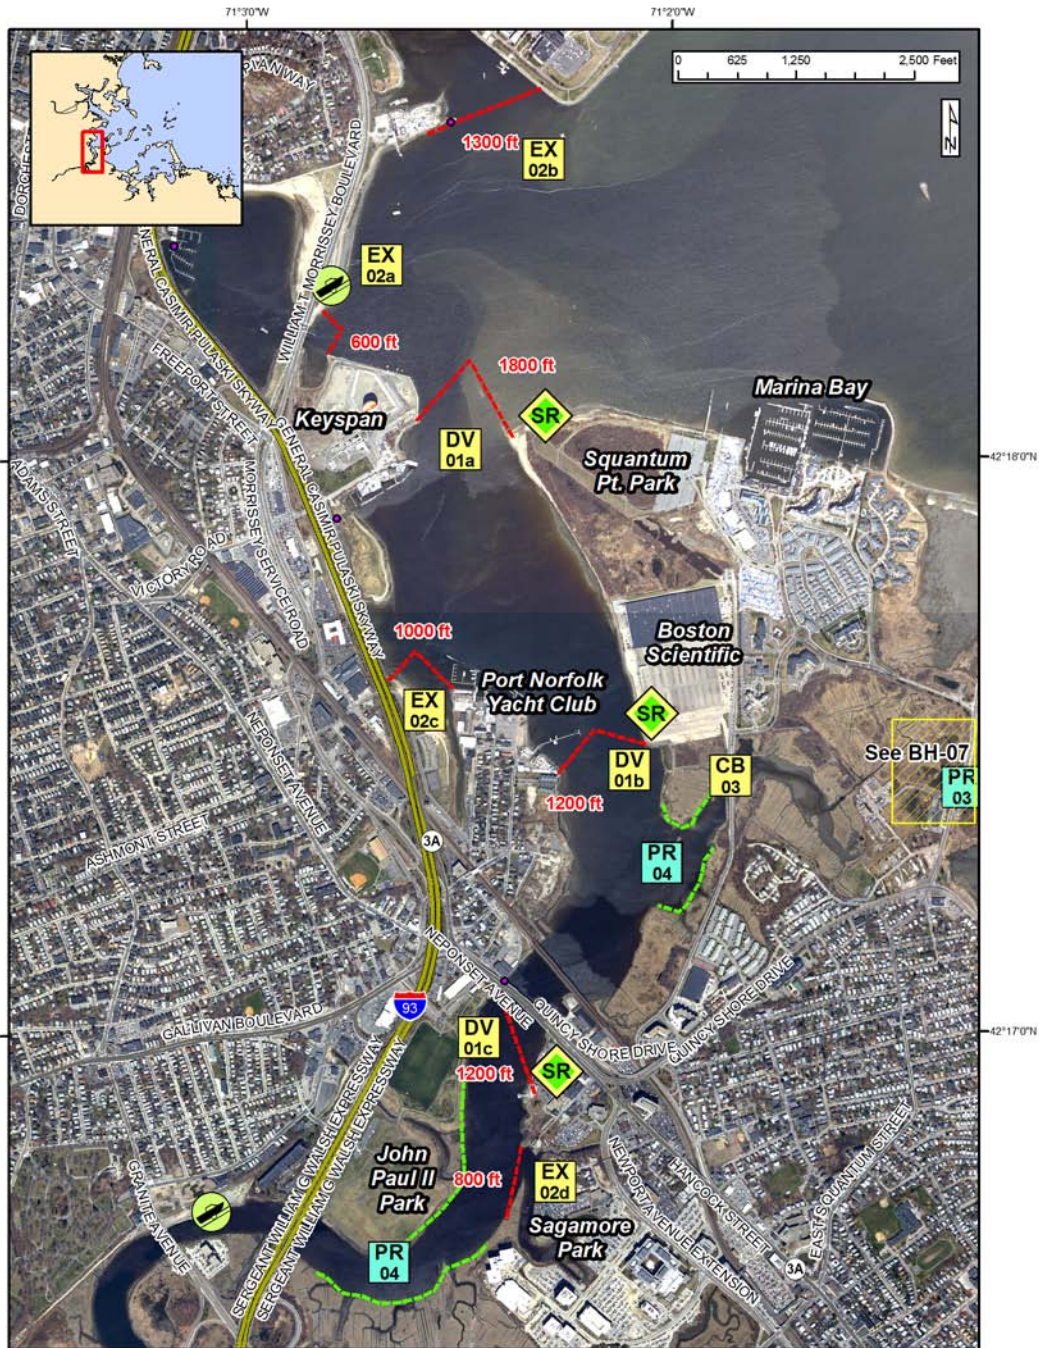 71°3'0"W
71°2'0"W
RIAN WAY
0 625 1,250 2,500 Feet
N
1300 ft
EX
02b
DORCHEST
WILLIAM T MORRISSEY BOULEVARD
EX
02a
NERAL CASIMIR PULASKI SKYWAY
600 ft
1800 ft
FREEPORT STREET
Keyspan
SR
Marina Bay
DV
01a
Squantum
Pt. Park
42°18'0"N
ADAM STREET
MORRISSEY SERVICE ROAD
GENERAL CASIMIR PULASKI SKYWAY
VICTORY ROAD
1000 ft
Boston
Scientific
Port Norfolk
Yacht Club
EX
02c
SR
NEPONSET AVENUE
DV
01b
CB
03
See BH-07
PR
03
1200 ft
ASHMONT STREET
3A
PR
04
NEPONSET AVENUE
QUINCY SHORE DRIVE
QUINCY SHORE DRIVE
93
GALLIVAN BOULEVARD
DV
01c
42°17'0"N
1200 ft
SR
SERGEANT WILLIAM G WALSH EXPRESSWAY
SERGEANT WILLIAM G WALSH EXPRESSWAY
John
Paul II
Park
800 ft
EX
02d
NEWPORT AVENUE EXTENSION
HANCOCK STREET
EAST SQUANTUM STREET
GRANITE AVENUE
Sagamore
Park
PR
04
3A